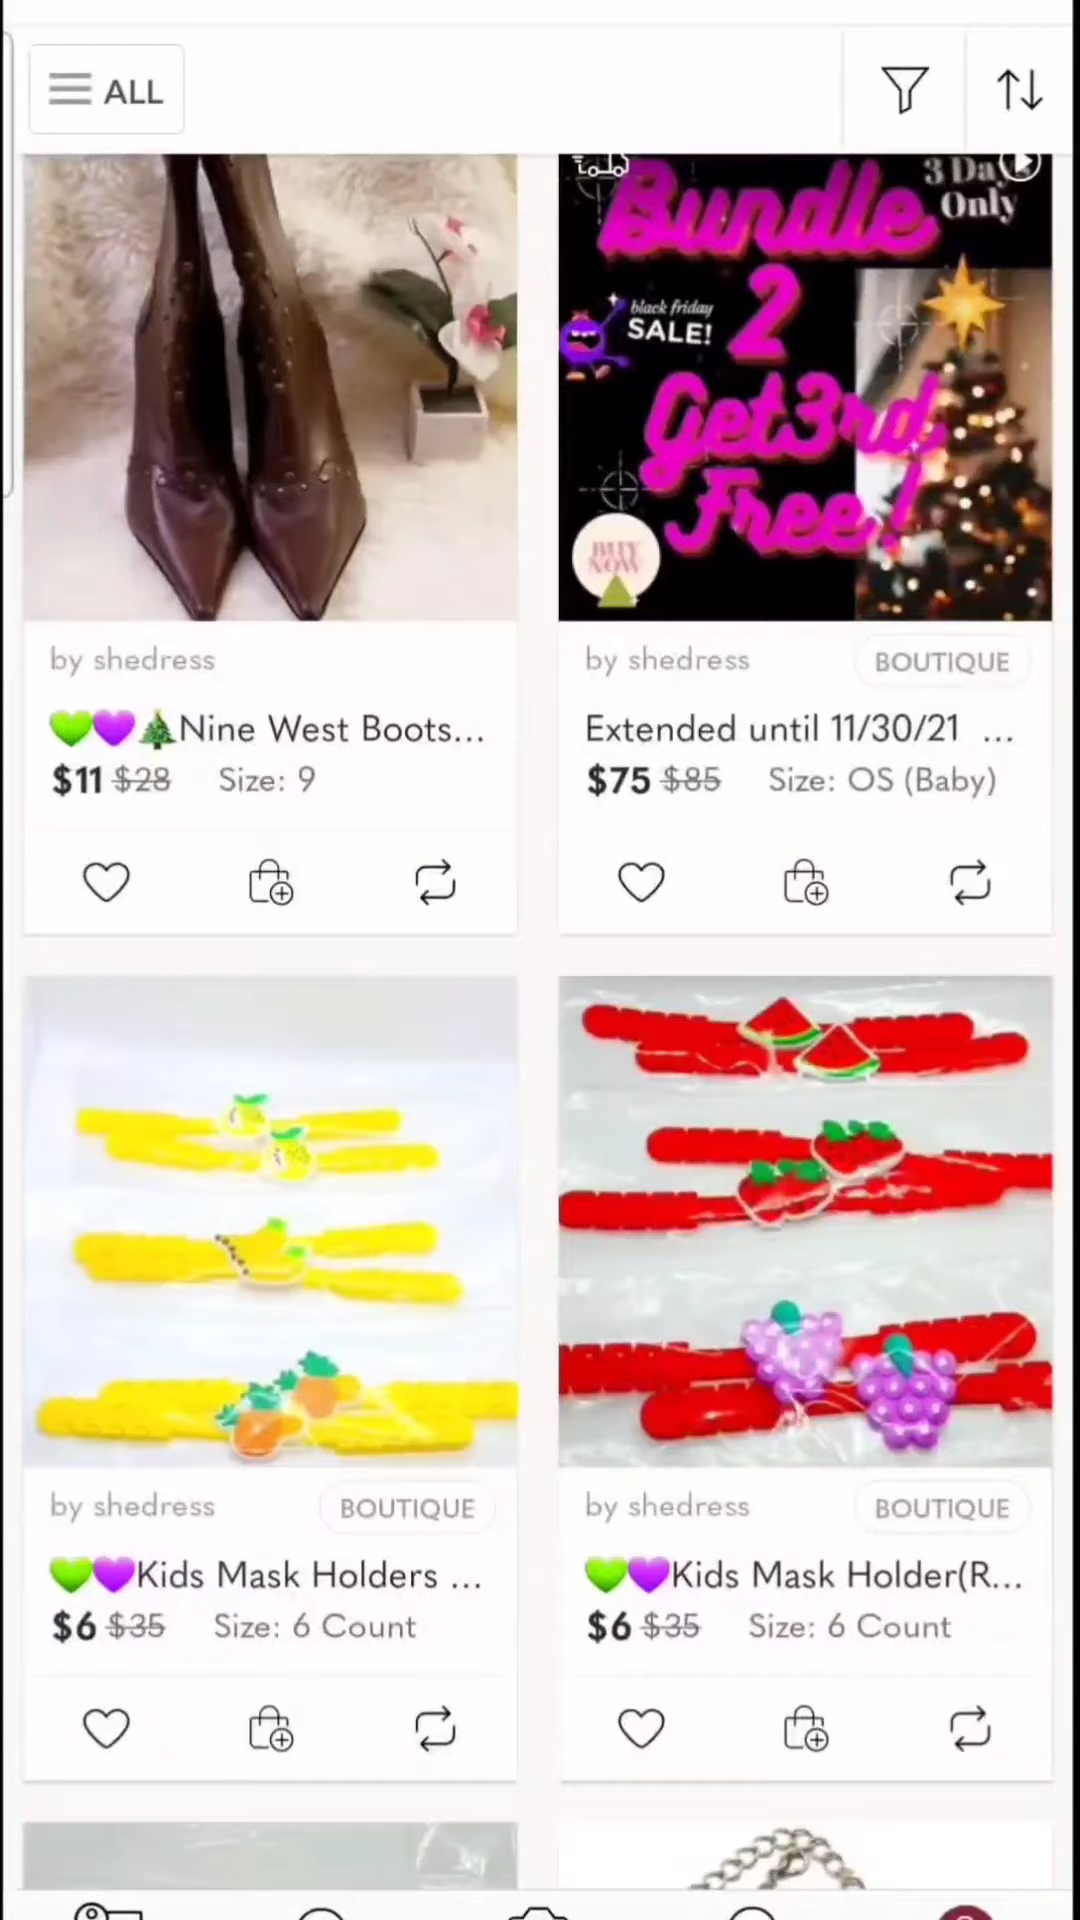 ALL
Bundle
3 Day
Only
black friday
SALE!
2
Get3rd
Free!
BUY
NOW
by shedress
💚💜🎄Nine West Boots...
$11 $28 Size: 9
by shedress BOUTIQUE
Extended until 11/30/21 ...
$75 $85 Size: OS (Baby)
by shedress BOUTIQUE
💚💜Kids Mask Holders ...
$6 $35 Size: 6 Count
by shedress BOUTIQUE
💚💜Kids Mask Holder(R...
$6 $35 Size: 6 Count